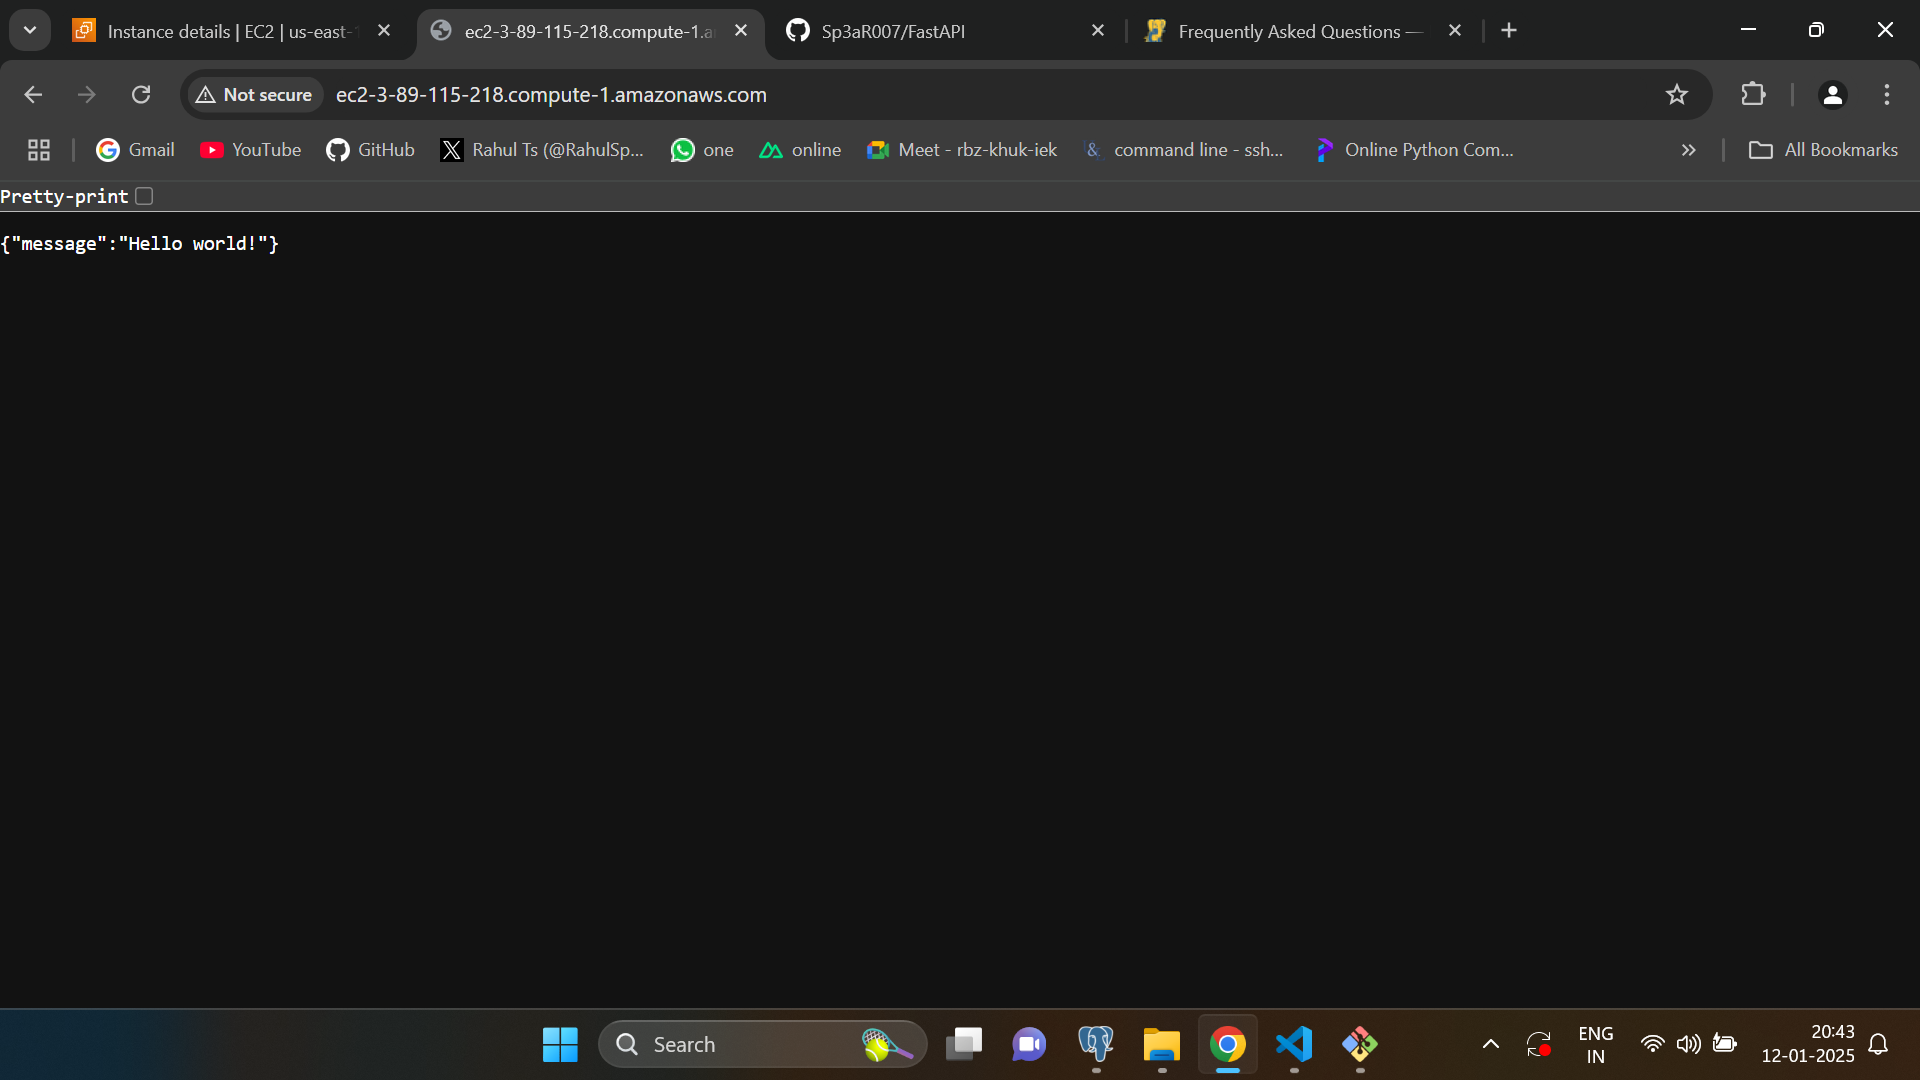 Instance details | EC2 | us-east-1
ec2-3-89-115-218.compute-1.a
Sp3aR007/FastAPI
Frequently Asked Questions —
Not secure
ec2-3-89-115-218.compute-1.amazonaws.com
Gmail
YouTube
GitHub
Rahul Ts (@RahulSp...
one
online
Meet - rbz-khuk-iek
command line - ssh...
Online Python Com...
All Bookmarks
Pretty-print
{"message":"Hello world!"}
Search
ENG
IN
20:43
12-01-2025